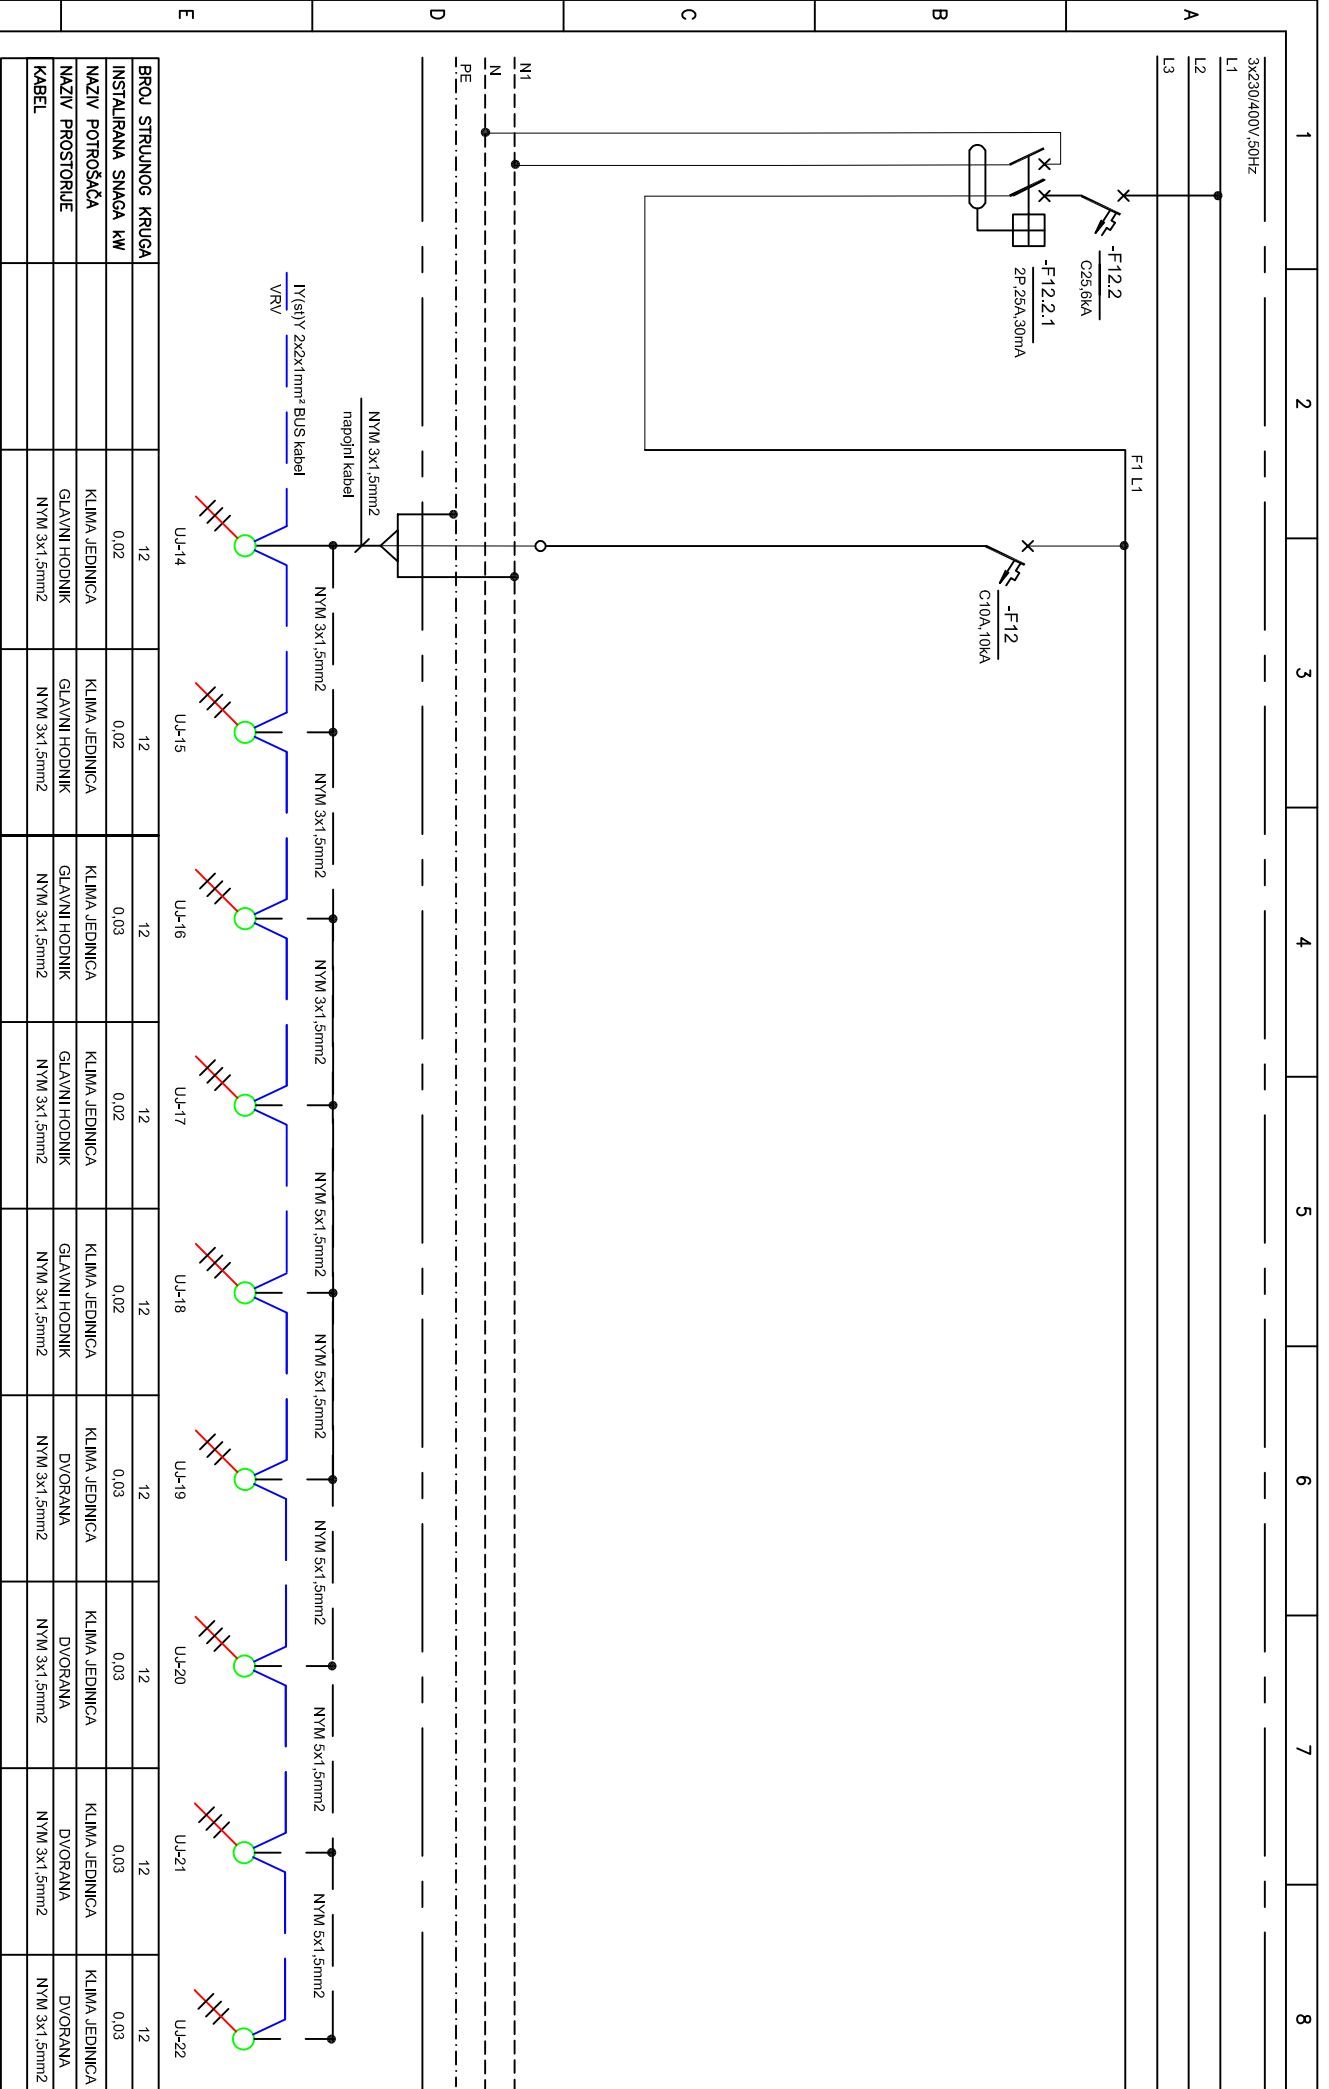 1
2
3
4
5
6
7
8
A
B
C
D
E
3x230/400V,50Hz
L1
L2
L3
F1 L1
-F12.2
C25,6kA
-F12.2.1
2P,25A,30mA
-F12
C10A,10kA
N1
N
PE
NYM 3x1,5mm2
napojni kabel
NYM 3x1,5mm2
NYM 3x1,5mm2
NYM 3x1,5mm2
NYM 5x1,5mm2
NYM 5x1,5mm2
NYM 5x1,5mm2
NYM 5x1,5mm2
NYM 5x1,5mm2
IY(st)Y 2x2x1mm² BUS kabel
VRV
UJ-14
UJ-15
UJ-16
UJ-17
UJ-18
UJ-19
UJ-20
UJ-21
UJ-22
BROJ STRUJNOG KRUGA 12 12 12 12 12 12 12 12 12
INSTALIRANA SNAGA kW 0,02 0,02 0,03 0,02 0,02 0,03 0,03 0,03 0,03
NAZIV POTROŠAČA KLIMA JEDINICA KLIMA JEDINICA KLIMA JEDINICA KLIMA JEDINICA KLIMA JEDINICA KLIMA JEDINICA KLIMA JEDINICA KLIMA JEDINICA KLIMA JEDINICA
NAZIV PROSTORIJE GLAVNI HODNIK GLAVNI HODNIK GLAVNI HODNIK GLAVNI HODNIK GLAVNI HODNIK DVORANA DVORANA DVORANA DVORANA
KABEL NYM 3x1,5mm2 NYM 3x1,5mm2 NYM 3x1,5mm2 NYM 3x1,5mm2 NYM 3x1,5mm2 NYM 3x1,5mm2 NYM 3x1,5mm2 NYM 3x1,5mm2 NYM 3x1,5mm2